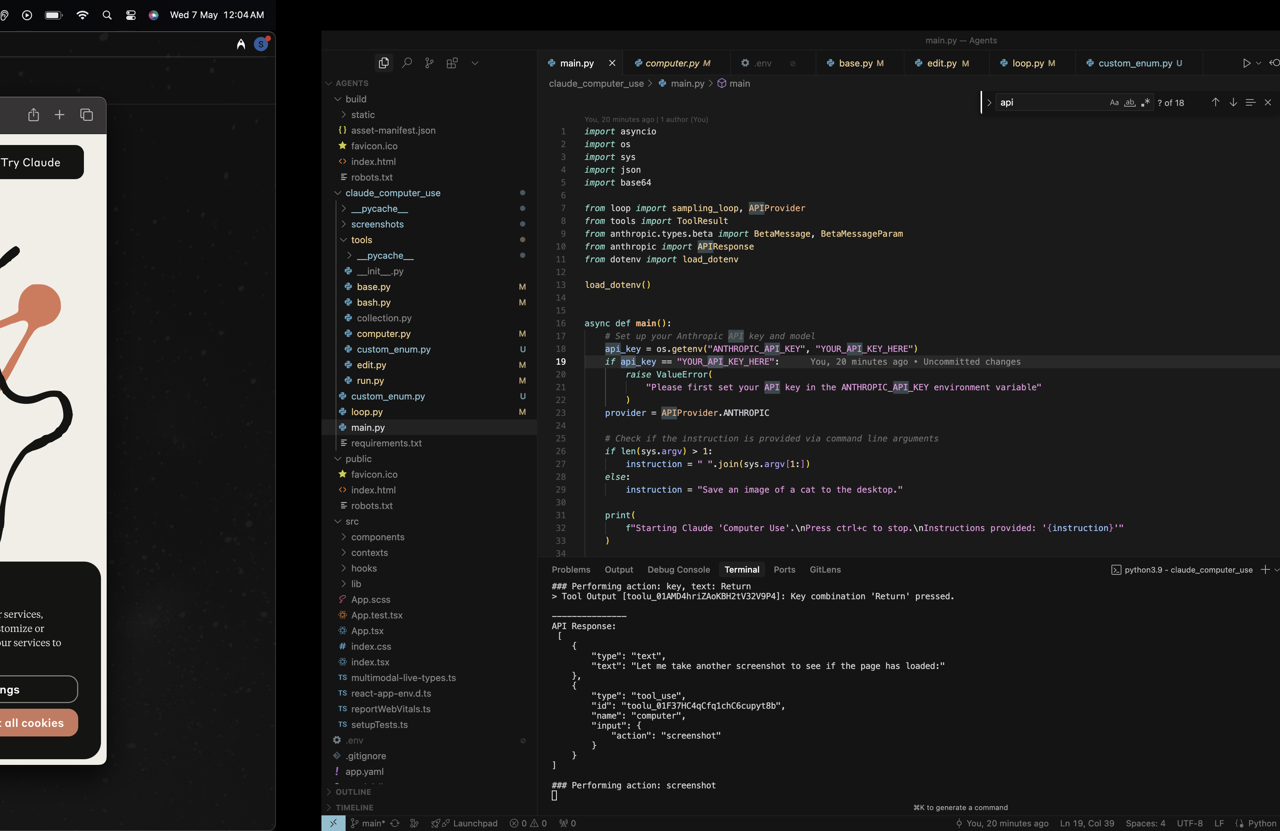 Wed 7 May 12:04 AM
S
Try Claude
r services,
stomize or
our services to
ngs
t all cookies
main.py — Agents
AGENTS
build
static
{} asset-manifest.json
favicon.ico
<> index.html
robots.txt
claude_computer_use
__pycache__
screenshots
tools
__pycache__
__init__.py
base.py M
bash.py M
collection.py
computer.py M
custom_enum.py U
edit.py M
run.py M
custom_enum.py U
loop.py M
main.py
requirements.txt
public
favicon.ico
<> index.html
robots.txt
src
components
contexts
hooks
lib
App.scss
App.test.tsx
App.tsx
# index.css
index.tsx
TS multimodal-live-types.ts
TS react-app-env.d.ts
TS reportWebVitals.ts
TS setupTests.ts
.env
.gitignore
! app.yaml
OUTLINE
TIMELINE
main.py
computer.py M
.env
base.py M
edit.py M
loop.py M
custom_enum.py U
claude_computer_use > main.py > main
api
Aa ab .* ? of 18
You, 20 minutes ago | 1 author (You)
1 import asyncio
2 import os
3 import sys
4 import json
5 import base64
6
7 from loop import sampling_loop, APIProvider
8 from tools import ToolResult
9 from anthropic.types.beta import BetaMessage, BetaMessageParam
10 from anthropic import APIResponse
11 from dotenv import load_dotenv
12
13 load_dotenv()
14
15
16 async def main():
17 # Set up your Anthropic API key and model
18 api_key = os.getenv("ANTHROPIC_API_KEY", "YOUR_API_KEY_HERE")
19 if api_key == "YOUR_API_KEY_HERE": You, 20 minutes ago • Uncommitted changes
20 raise ValueError(
21 "Please first set your API key in the ANTHROPIC_API_KEY environment variable"
22 )
23 provider = APIProvider.ANTHROPIC
24
25 # Check if the instruction is provided via command line arguments
26 if len(sys.argv) > 1:
27 instruction = " ".join(sys.argv[1:])
28 else:
29 instruction = "Save an image of a cat to the desktop."
30
31 print(
32 f"Starting Claude 'Computer Use'.\nPress ctrl+c to stop.\nInstructions provided: '{instruction}'"
33 )
34
Problems Output Debug Console Terminal Ports GitLens
python3.9 - claude_computer_use
### Performing action: key, text: Return
> Tool Output [toolu_01AMD4hriZAoKBH2tV32V9P4]: Key combination 'Return' pressed.
_______________
API Response:
[
{
"type": "text",
"text": "Let me take another screenshot to see if the page has loaded:"
},
{
"type": "tool_use",
"id": "toolu_01F37HC4qCfq1chC6cupyt8b",
"name": "computer",
"input": {
"action": "screenshot"
}
}
]
### Performing action: screenshot
⌘K to generate a command
main* Launchpad 0 0 0
You, 20 minutes ago Ln 19, Col 39 Spaces: 4 UTF-8 LF Python